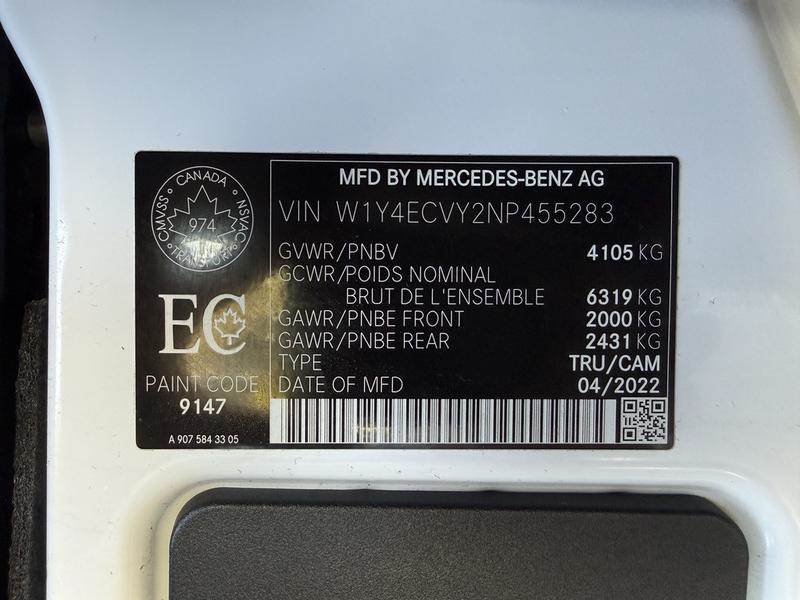 MFD BY MERCEDES-BENZ AG
VIN W1Y4ECVY2NP455283
GVWR/PNBV 4105 KG
GCWR/POIDS NOMINAL
BRUT DE L'ENSEMBLE 6319 KG
GAWR/PNBE FRONT 2000 KG
GAWR/PNBE REAR 2431 KG
TYPE TRU/CAM
DATE OF MFD 04/2022
CANADA
CMVSS NSVAC
974
TRANSPORT
EC
PAINT CODE
9147
A 907 584 33 05